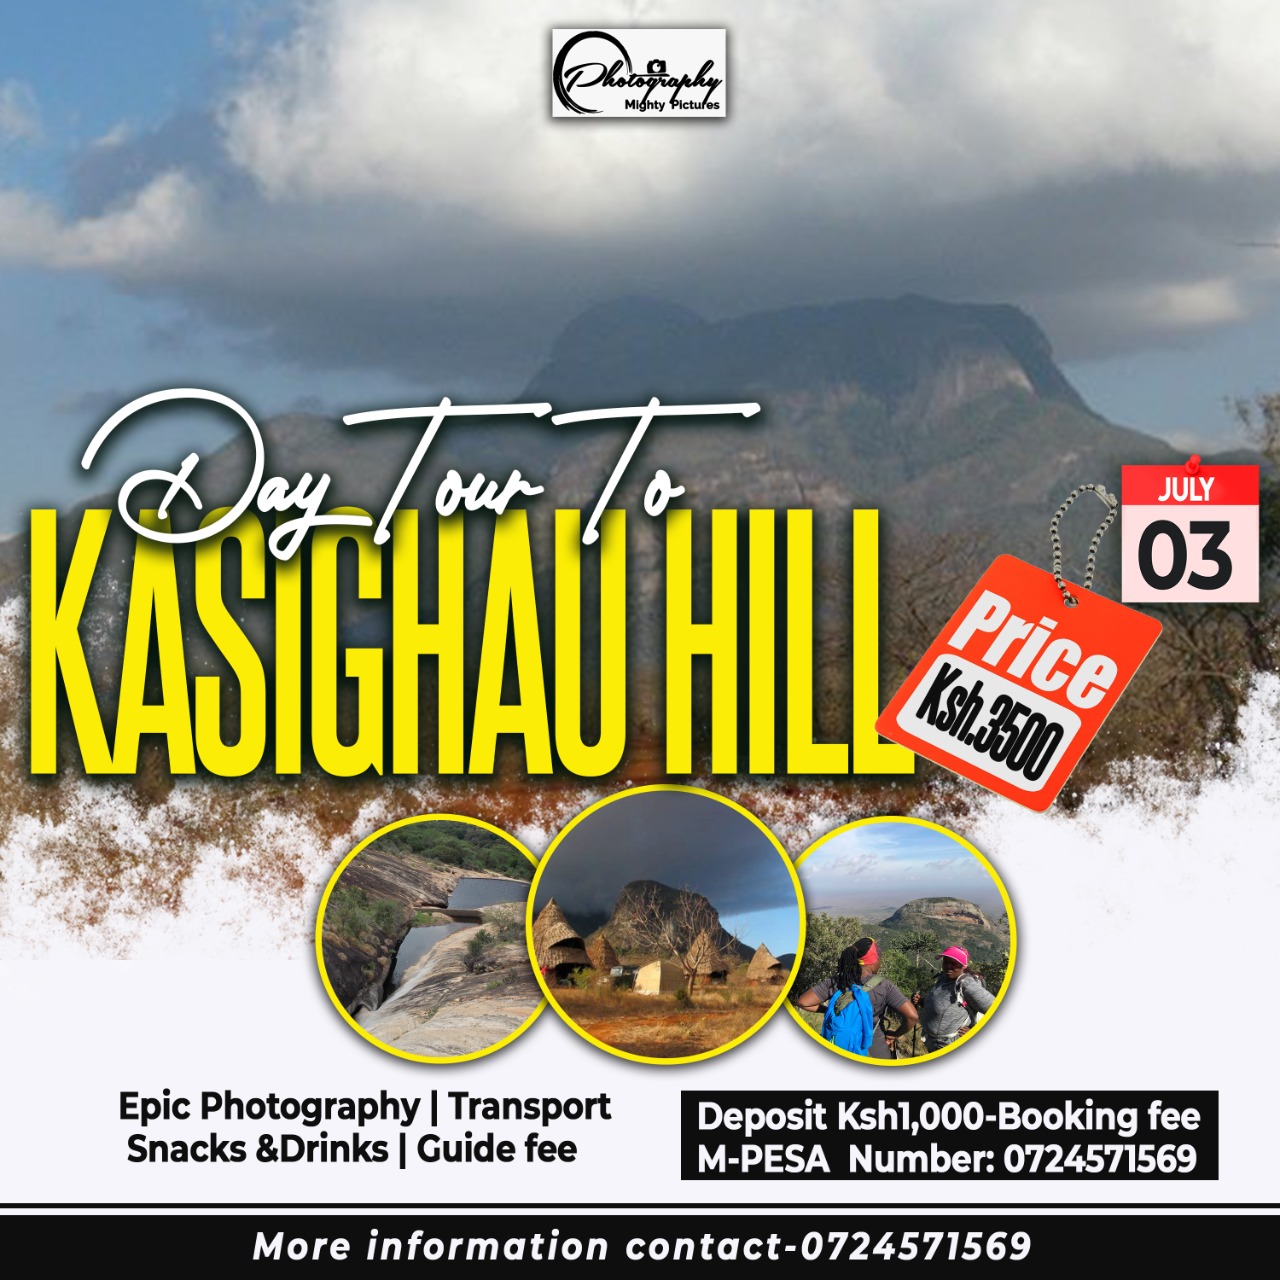 Photography
Mighty Pictures
Day Tour To
KASIGHAU HILL
JULY
03
Price
Ksh.3500
Epic Photography | Transport
Snacks &Drinks | Guide fee
Deposit Ksh1,000-Booking fee
M-PESA  Number: 0724571569
More information contact-0724571569